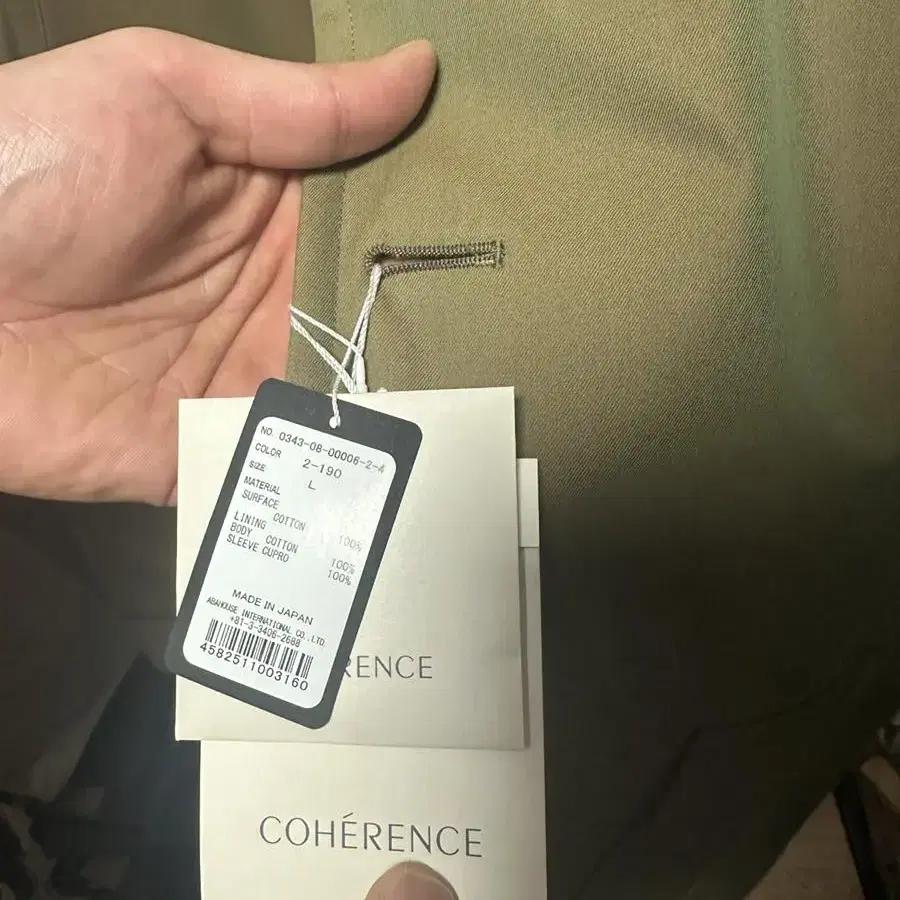 NO. 0343-08-00006-2-4
COLOR 2-190
SIZE L
MATERIAL
SURFACE
COTTON 100%
LINING
BODY COTTON 100%
SLEEVE CUPRO 100%
MADE IN JAPAN
ABAHOUSE INTERNATIONAL CO.,LTD.
+81-3-3406-2688
4582511003160
RENCE
COHÉRENCE